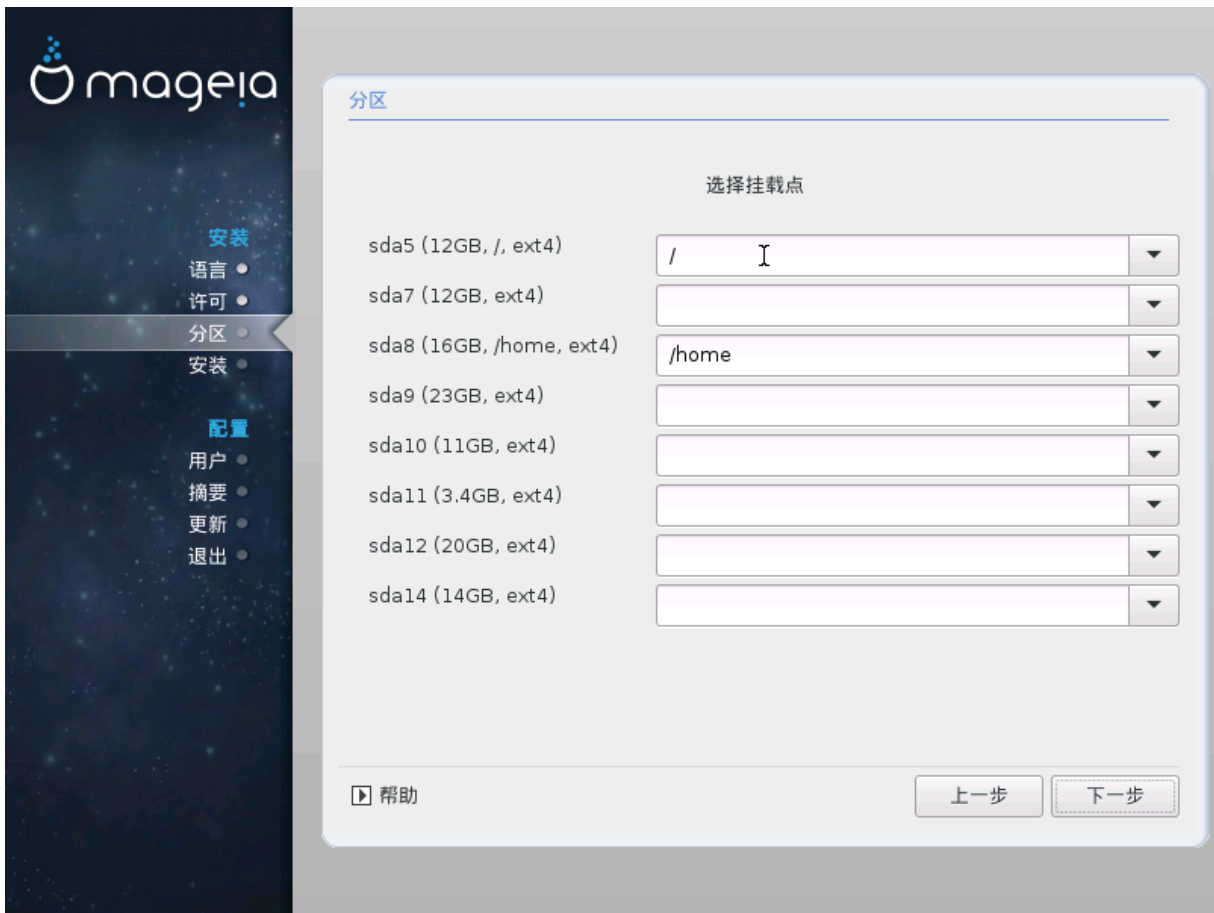 mageia
安装
语言
许可
分区
安装
配置
用户
摘要
更新
退出
分区
选择挂载点
sda5 (12GB, /, ext4)
/
sda7 (12GB, ext4)
sda8 (16GB, /home, ext4)
/home
sda9 (23GB, ext4)
sda10 (11GB, ext4)
sda11 (3.4GB, ext4)
sda12 (20GB, ext4)
sda14 (14GB, ext4)
帮助
上一步
下一步